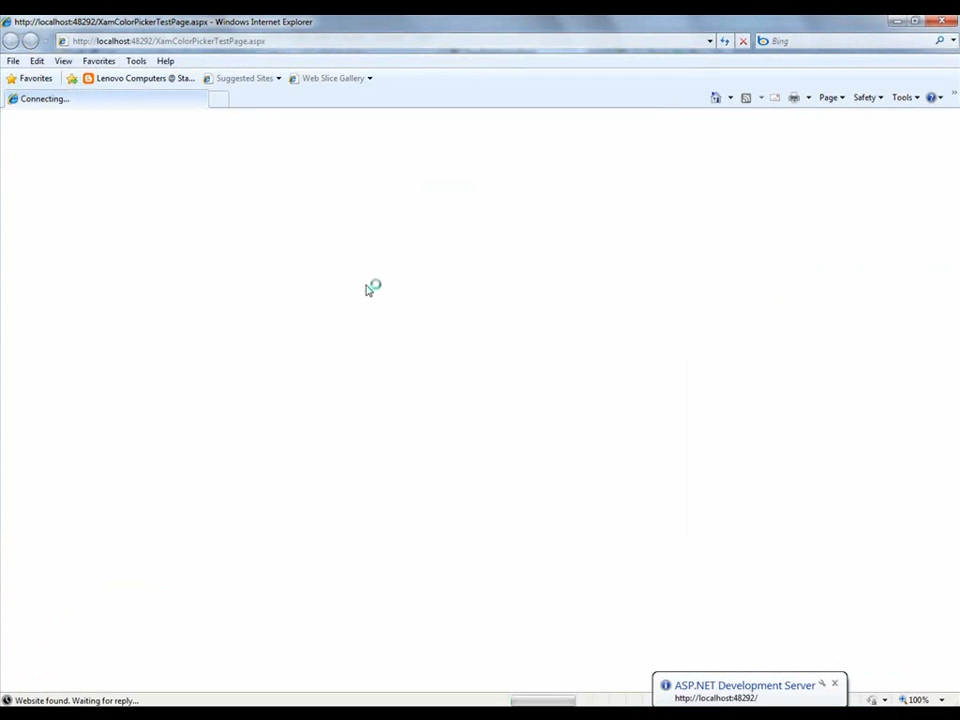 http://localhost:48292/XamColorPickerTestPage.aspx - Windows Internet Explorer
http://localhost:48292/XamColorPickerTestPage.aspx
Bing
File Edit View Favorites Tools Help
Favorites Lenovo Computers @ Sta... Suggested Sites Web Slice Gallery
Connecting...
Page Safety Tools
ASP.NET Development Server
http://localhost:48292/
Website found. Waiting for reply...
100%